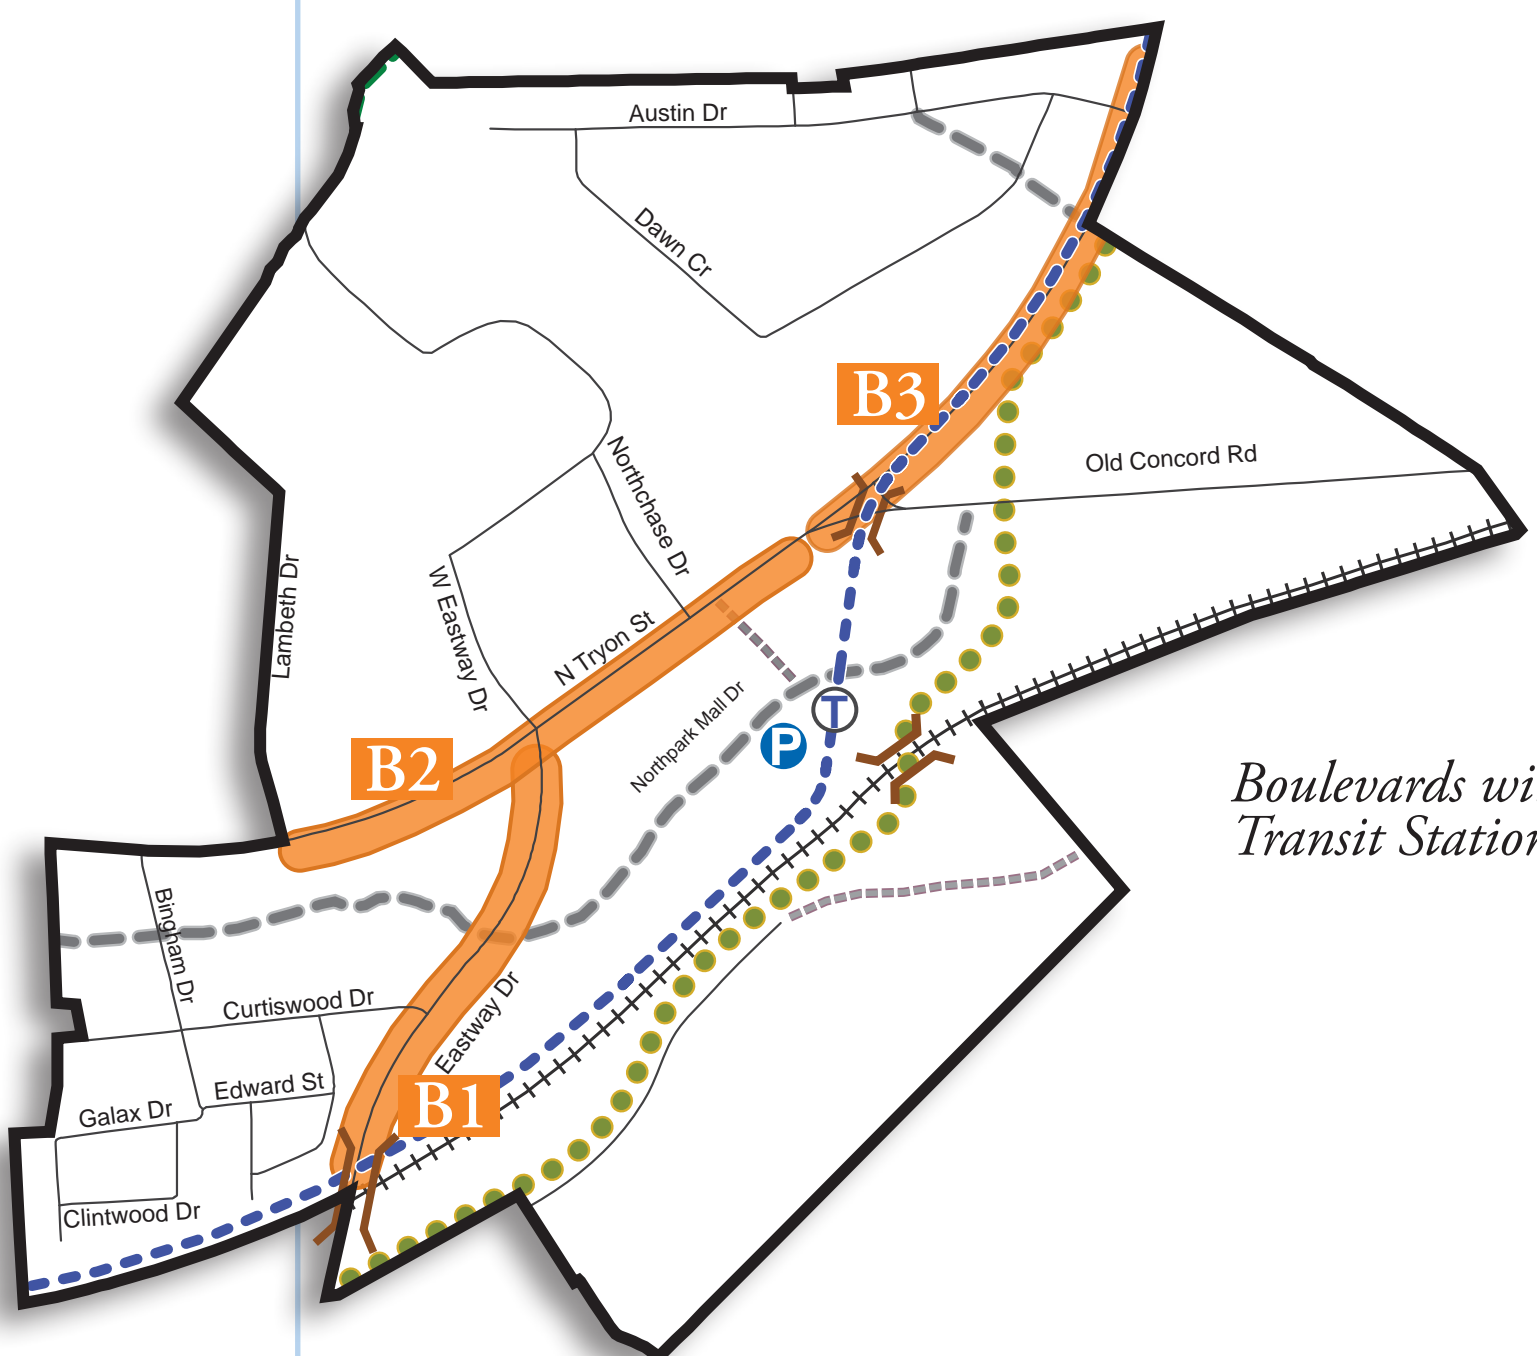 Austin Dr
Dawn Cr
B3
Old Concord Rd
Northchase Dr
Lambeth Dr
W Eastway Dr
N Tryon St
Northpark Mall Dr
T
P
B2
Boulevards wi
Transit Station
Bingham Dr
Curtiswood Dr
Eastway Dr
Edward St
B1
Galax Dr
Clintwood Dr